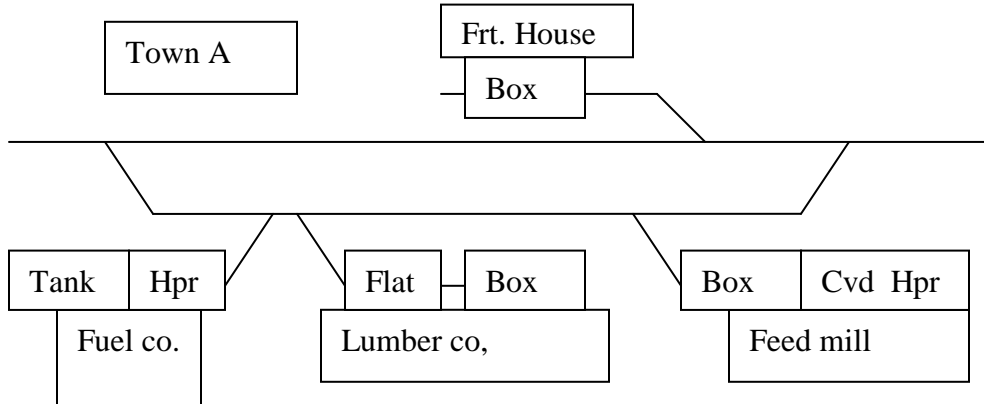 Town A
Frt. House
Box
Tank Hpr Flat Box Box Cvd Hpr
Fuel co. Lumber co, Feed mill